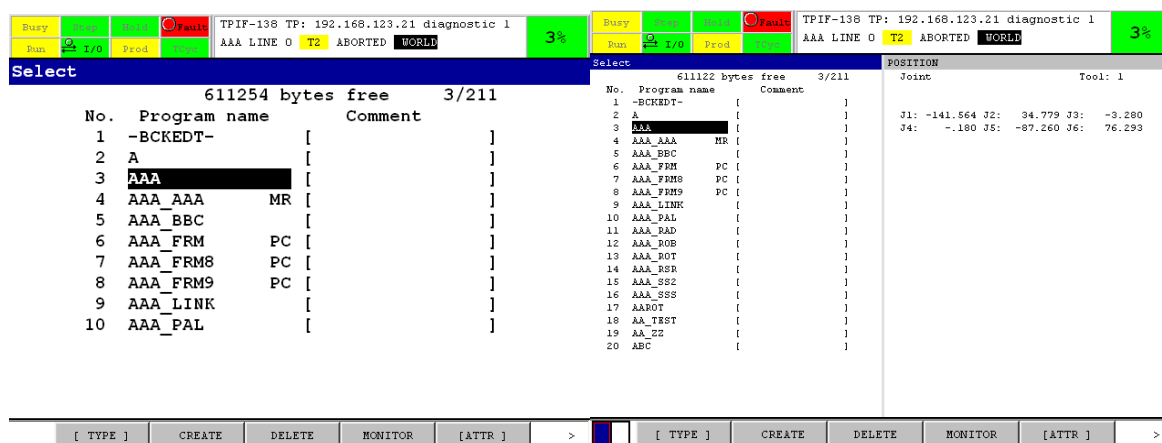 Busy Step Hold Fault
Run I/O Prod TCyc
TPIF-138 TP: 192.168.123.21 diagnostic l
AAA LINE 0 T2 ABORTED WORLD
3%
Select
611254 bytes free 3/211
No. Program name Comment
1 -BCKEDT- [ ]
2 A [ ]
3 AAA [ ]
4 AAA_AAA MR [ ]
5 AAA_BBC [ ]
6 AAA_FRM PC [ ]
7 AAA_FRM8 PC [ ]
8 AAA_FRM9 PC [ ]
9 AAA_LINK [ ]
10 AAA_PAL [ ]
[ TYPE ] CREATE DELETE MONITOR [ATTR ] >
Busy Step Hold Fault
Run I/O Prod TCyc
TPIF-138 TP: 192.168.123.21 diagnostic l
AAA LINE 0 T2 ABORTED WORLD
3%
Select
611122 bytes free 3/211
No. Program name Comment
1 -BCKEDT- [ ]
2 A [ ]
3 AAA [ ]
4 AAA_AAA MR [ ]
5 AAA_BBC [ ]
6 AAA_FRM PC [ ]
7 AAA_FRM8 PC [ ]
8 AAA_FRM9 PC [ ]
9 AAA_LINK [ ]
10 AAA_PAL [ ]
11 AAA_RAD [ ]
12 AAA_ROB [ ]
13 AAA_ROT [ ]
14 AAA_RSR [ ]
15 AAA_SS2 [ ]
16 AAA_SSS [ ]
17 AAROT [ ]
18 AA_TEST [ ]
19 AA_ZZ [ ]
20 ABC [ ]
POSITION
Joint Tool: 1
J1: -141.564 J2: 34.779 J3: -3.280
J4: -.180 J5: -87.260 J6: 76.293
[ TYPE ] CREATE DELETE MONITOR [ATTR ] >